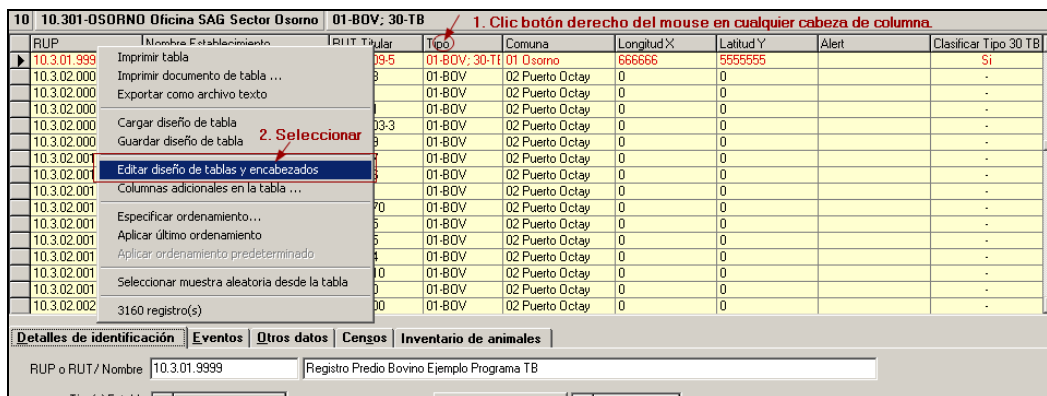 10 10.301-OSORNO Oficina SAG Sector Osorno 01-BOV; 30-TB 1. Clic botón derecho del mouse en cualquier cabeza de columna.
RUP Nombre Establecimiento RUT Titular Tipo Comuna Longitud X Latitud Y Alert Clasificar Tipo 30 TB
10.3.01.999 09-5 01-BOV; 30-TE 01 Osorno 666666 5555555 Si
10.3.02.000 01-BOV 02 Puerto Octay 0 0 -
10.3.02.000 01-BOV 02 Puerto Octay 0 0 -
10.3.02.000 01-BOV 02 Puerto Octay 0 0 -
10.3.02.000 03-3 01-BOV 02 Puerto Octay 0 0 -
10.3.02.000 01-BOV 02 Puerto Octay 0 0 -
10.3.02.001 01-BOV 02 Puerto Octay 0 0 -
10.3.02.001 01-BOV 02 Puerto Octay 0 0 -
10.3.02.001 01-BOV 02 Puerto Octay 0 0 -
10.3.02.001 70 01-BOV 02 Puerto Octay 0 0 -
10.3.02.001 01-BOV 02 Puerto Octay 0 0 -
10.3.02.001 01-BOV 02 Puerto Octay 0 0 -
10.3.02.001 01-BOV 02 Puerto Octay 0 0 -
10.3.02.001 10 01-BOV 02 Puerto Octay 0 0 -
10.3.02.001 01-BOV 02 Puerto Octay 0 0 -
10.3.02.002 00 01-BOV 02 Puerto Octay 0 0 -
Imprimir tabla
Imprimir documento de tabla ...
Exportar como archivo texto
Cargar diseño de tabla
Guardar diseño de tabla
2. Seleccionar
Editar diseño de tablas y encabezados
Columnas adicionales en la tabla ...
Especificar ordenamiento...
Aplicar último ordenamiento
Aplicar ordenamiento predeterminado
Seleccionar muestra aleatoria desde la tabla
3160 registro(s)
Detalles de identificación Eventos Otros datos Censos Inventario de animales
RUP o RUT/ Nombre 10.3.01.9999 Registro Predio Bovino Ejemplo Programa TB